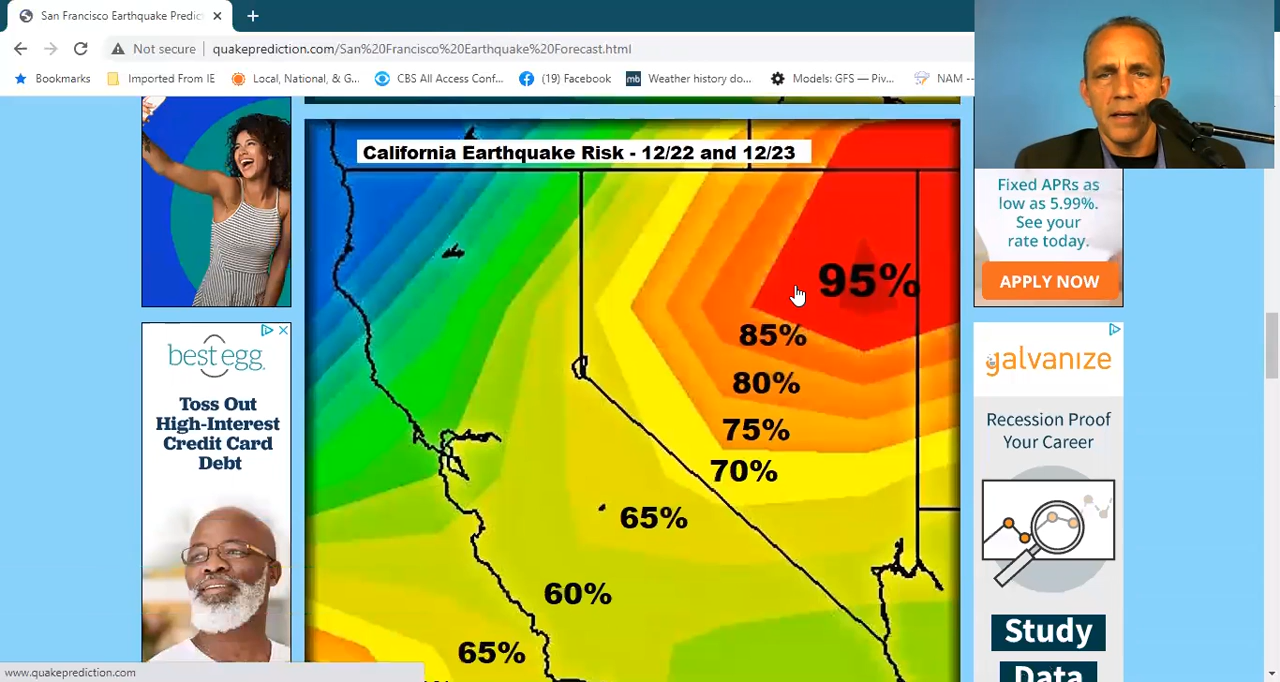 San Francisco Earthquake Predic
Not secure
quakeprediction.com/San%20Francisco%20Earthquake%20Forecast.html
Bookmarks
Imported From IE
Local, National, & G...
CBS All Access Conf...
(19) Facebook
mb
Weather history do...
Models: GFS — Piv...
NAM --
California Earthquake Risk - 12/22 and 12/23
95%
85%
80%
75%
70%
65%
60%
65%
best egg
Toss Out
High-Interest
Credit Card
Debt
Fixed APRs as
low as 5.99%.
See your
rate today.
APPLY NOW
galvanize
Recession Proof
Your Career
Study
Data
www.quakeprediction.com